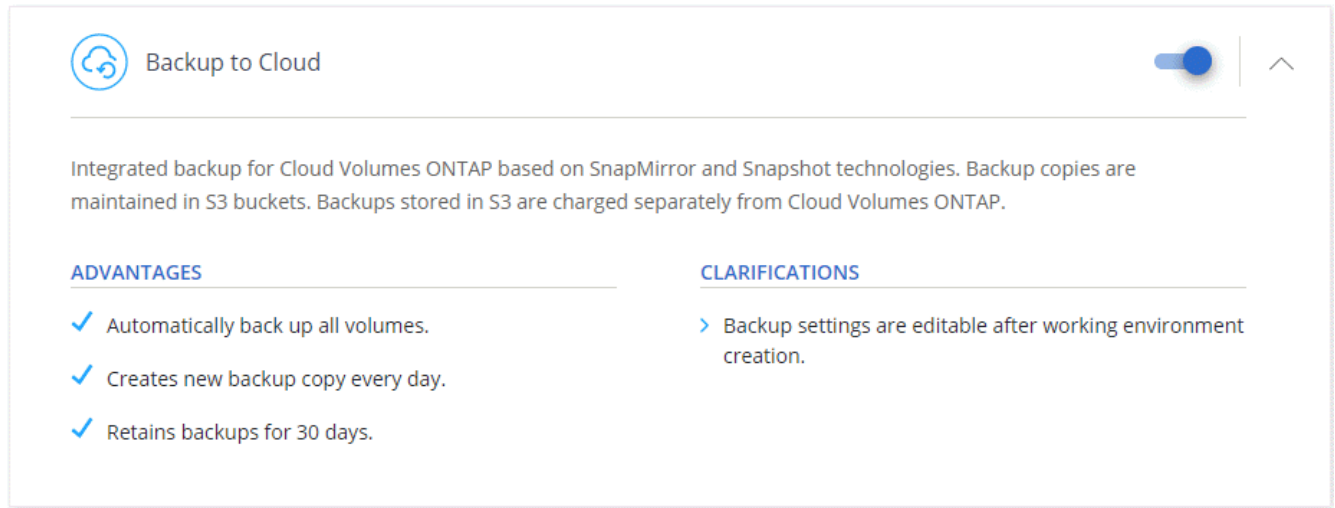 Backup to Cloud
Integrated backup for Cloud Volumes ONTAP based on SnapMirror and Snapshot technologies. Backup copies are
maintained in S3 buckets. Backups stored in S3 are charged separately from Cloud Volumes ONTAP.
ADVANTAGES
Automatically back up all volumes.
Creates new backup copy every day.
Retains backups for 30 days.
CLARIFICATIONS
Backup settings are editable after working environment
creation.